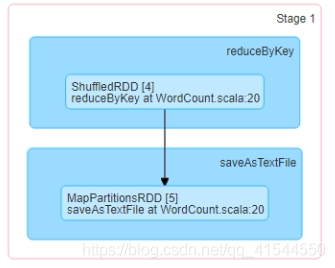 Stage 1
reduceByKey
ShuffledRDD [4]
reduceByKey at WordCount.scala:20
saveAsTextFile
MapPartitionsRDD [5]
saveAsTextFile at WordCount.scala:20
https://blog.csdn.net/qq_41544550